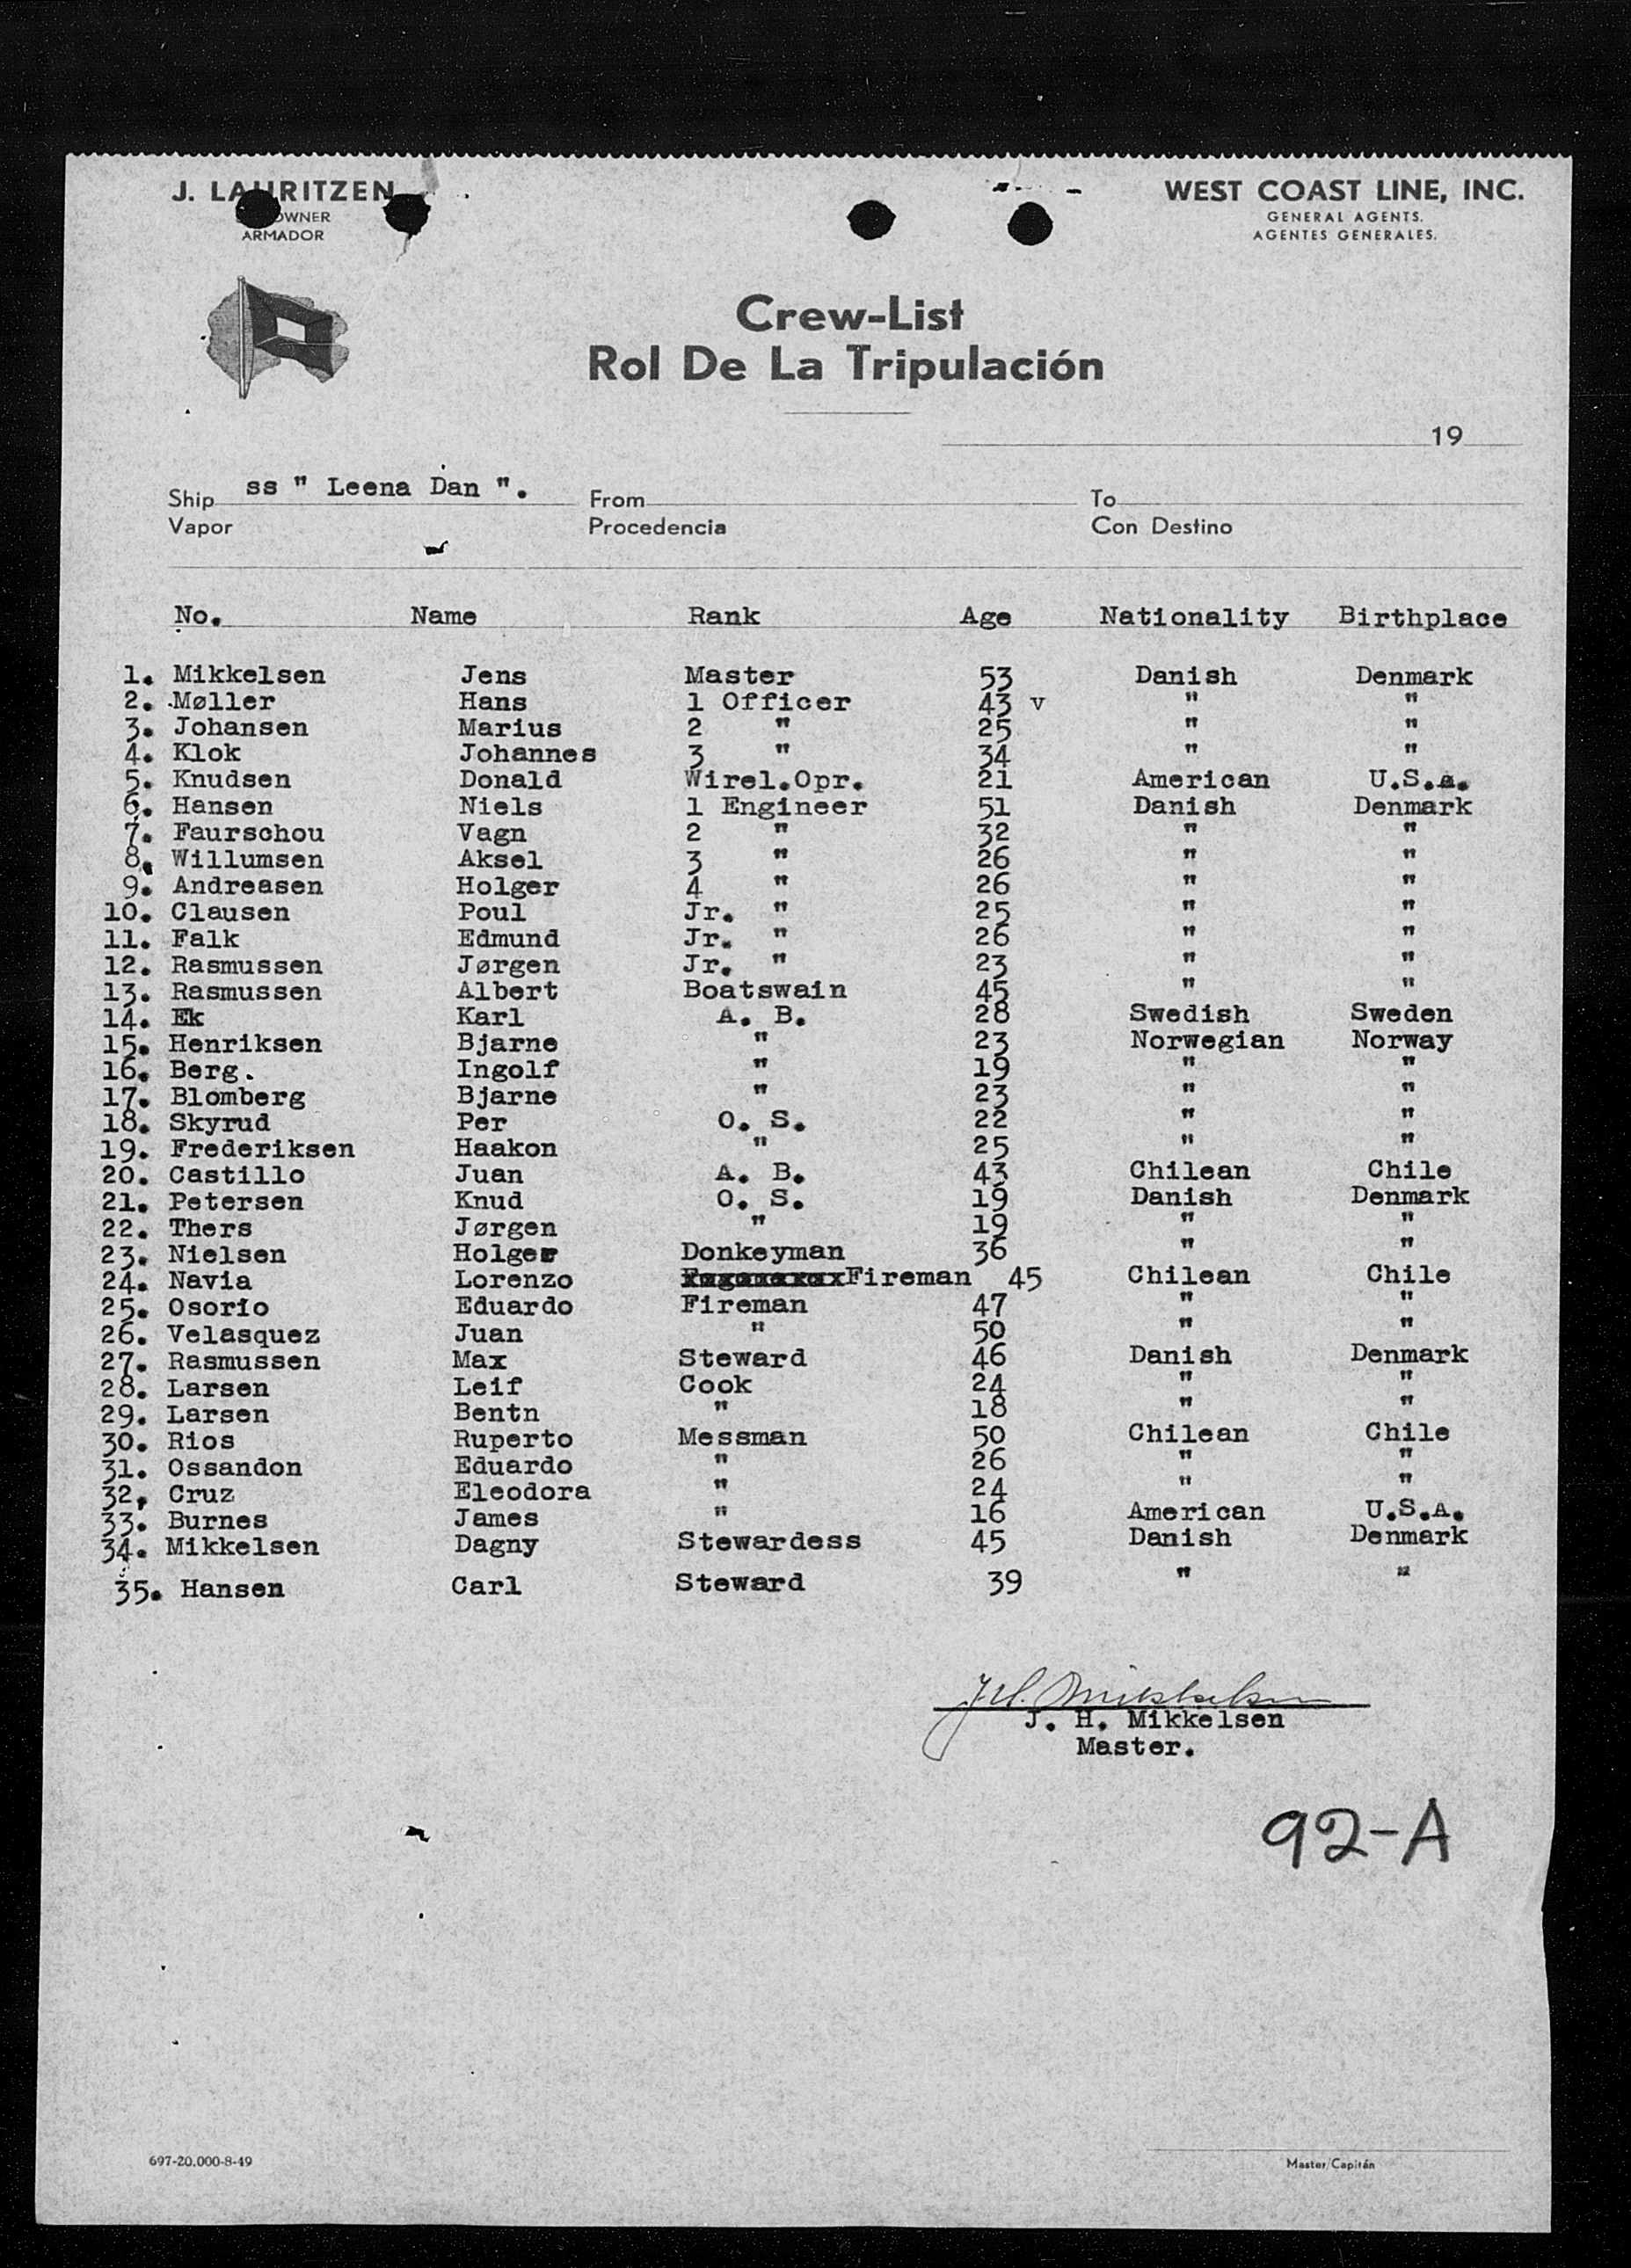 J. LAURITZEN
OWNER
ARMADOR
WEST COAST LINE, INC.
GENERAL AGENTS.
AGENTES GENERALES.
Crew-List
Rol De La Tripulación
19
Ship ss " Leena Dan ". From To
Vapor Procedencia Con Destino
No. Name Rank Age Nationality Birthplace
1. Mikkelsen Jens Master 53 Danish Denmark
2. Møller Hans 1 Officer 43 v " "
3. Johansen Marius 2 " 25 " "
4. Klok Johannes 3 " 34 " "
5. Knudsen Donald Wirel.Opr. 21 American U.S.a.
6. Hansen Niels 1 Engineer 51 Danish Denmark
7. Faurschou Vagn 2 " 32 " "
8. Willumsen Aksel 3 " 26 " "
9. Andreasen Holger 4 " 26 " "
10. Clausen Poul Jr. " 25 " "
11. Falk Edmund Jr. " 26 " "
12. Rasmussen Jørgen Jr. " 23 " "
13. Rasmussen Albert Boatswain 45 " "
14. Ek Karl A. B. 28 Swedish Sweden
15. Henriksen Bjarne " 23 Norwegian Norway
16. Berg. Ingolf " 19 " "
17. Blomberg Bjarne " 23 " "
18. Skyrud Per O. S. 22 " "
19. Frederiksen Haakon " 25 " "
20. Castillo Juan A. B. 43 Chilean Chile
21. Petersen Knud O. S. 19 Danish Denmark
22. Thers Jørgen " 19 " "
23. Nielsen Holger Donkeyman 36 " "
24. Navia Lorenzo Fireman 45 Chilean Chile
25. Osorio Eduardo Fireman 47 " "
26. Velasquez Juan " 50 " "
27. Rasmussen Max Steward 46 Danish Denmark
28. Larsen Leif Cook 24 " "
29. Larsen Bentn " 18 " "
30. Rios Ruperto Messman 50 Chilean Chile
31. Ossandon Eduardo " 26 " "
32, Cruz Eleodora " 24 " "
33. Burnes James " 16 American U.S.A.
34. Mikkelsen Dagny Stewardess 45 Danish Denmark
35. Hansen Carl Steward 39 " "
J. H. Mikkelsen
J. H. Mikkelsen
Master.
92-A
697-20.000-8-49
Master/Capitán